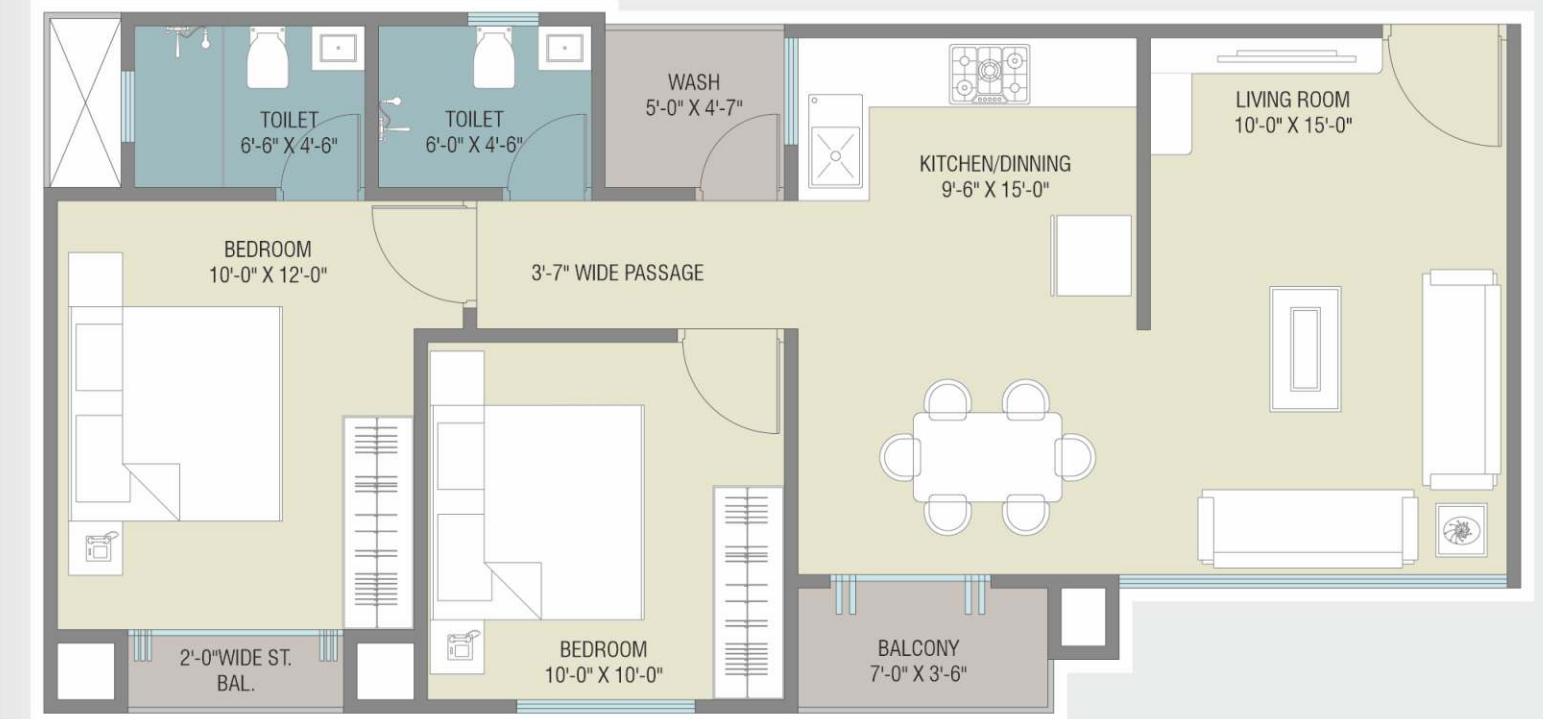 TOILET
6'-6" X 4'-6"
TOILET
6'-0" X 4'-6"
WASH
5'-0" X 4'-7"
KITCHEN/DINNING
9'-6" X 15'-0"
LIVING ROOM
10'-0" X 15'-0"
BEDROOM
10'-0" X 12'-0"
3'-7" WIDE PASSAGE
2'-0"WIDE ST.
BAL.
BEDROOM
10'-0" X 10'-0"
BALCONY
7'-0" X 3'-6"